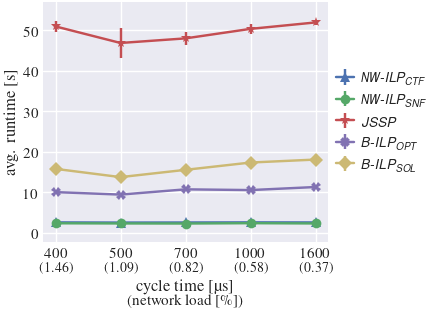 avg. runtime [s]
50
40
30
20
10
0
400 500 700 1000 1600
(1.46) (1.09) (0.82) (0.58) (0.37)
cycle time [µs]
(network load [%])
NW-ILP_CTF
NW-ILP_SNF
JSSP
B-ILP_OPT
B-ILP_SOL